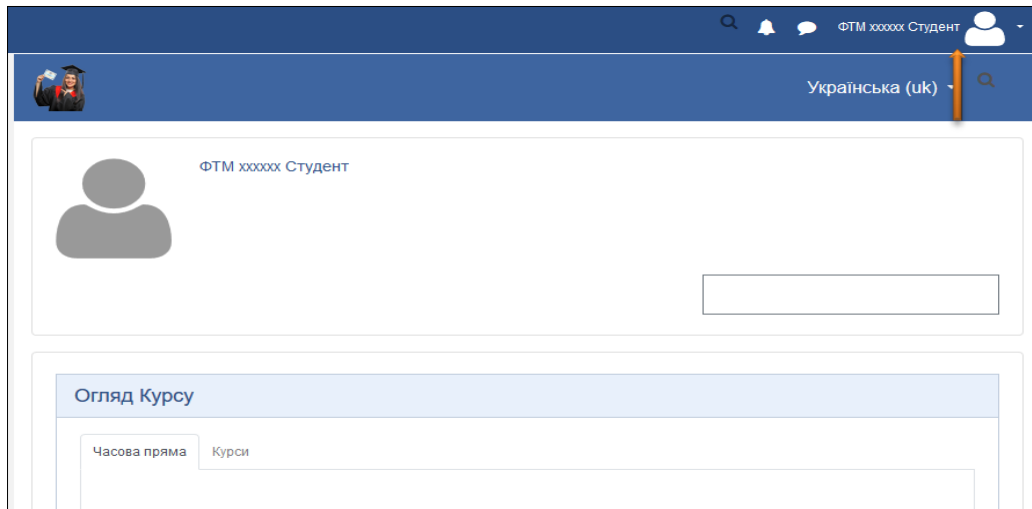 ФТМ xxxxxx Студент
Українська (uk)
ФТМ xxxxxx Студент
Огляд Курсу
Часова пряма
Курси